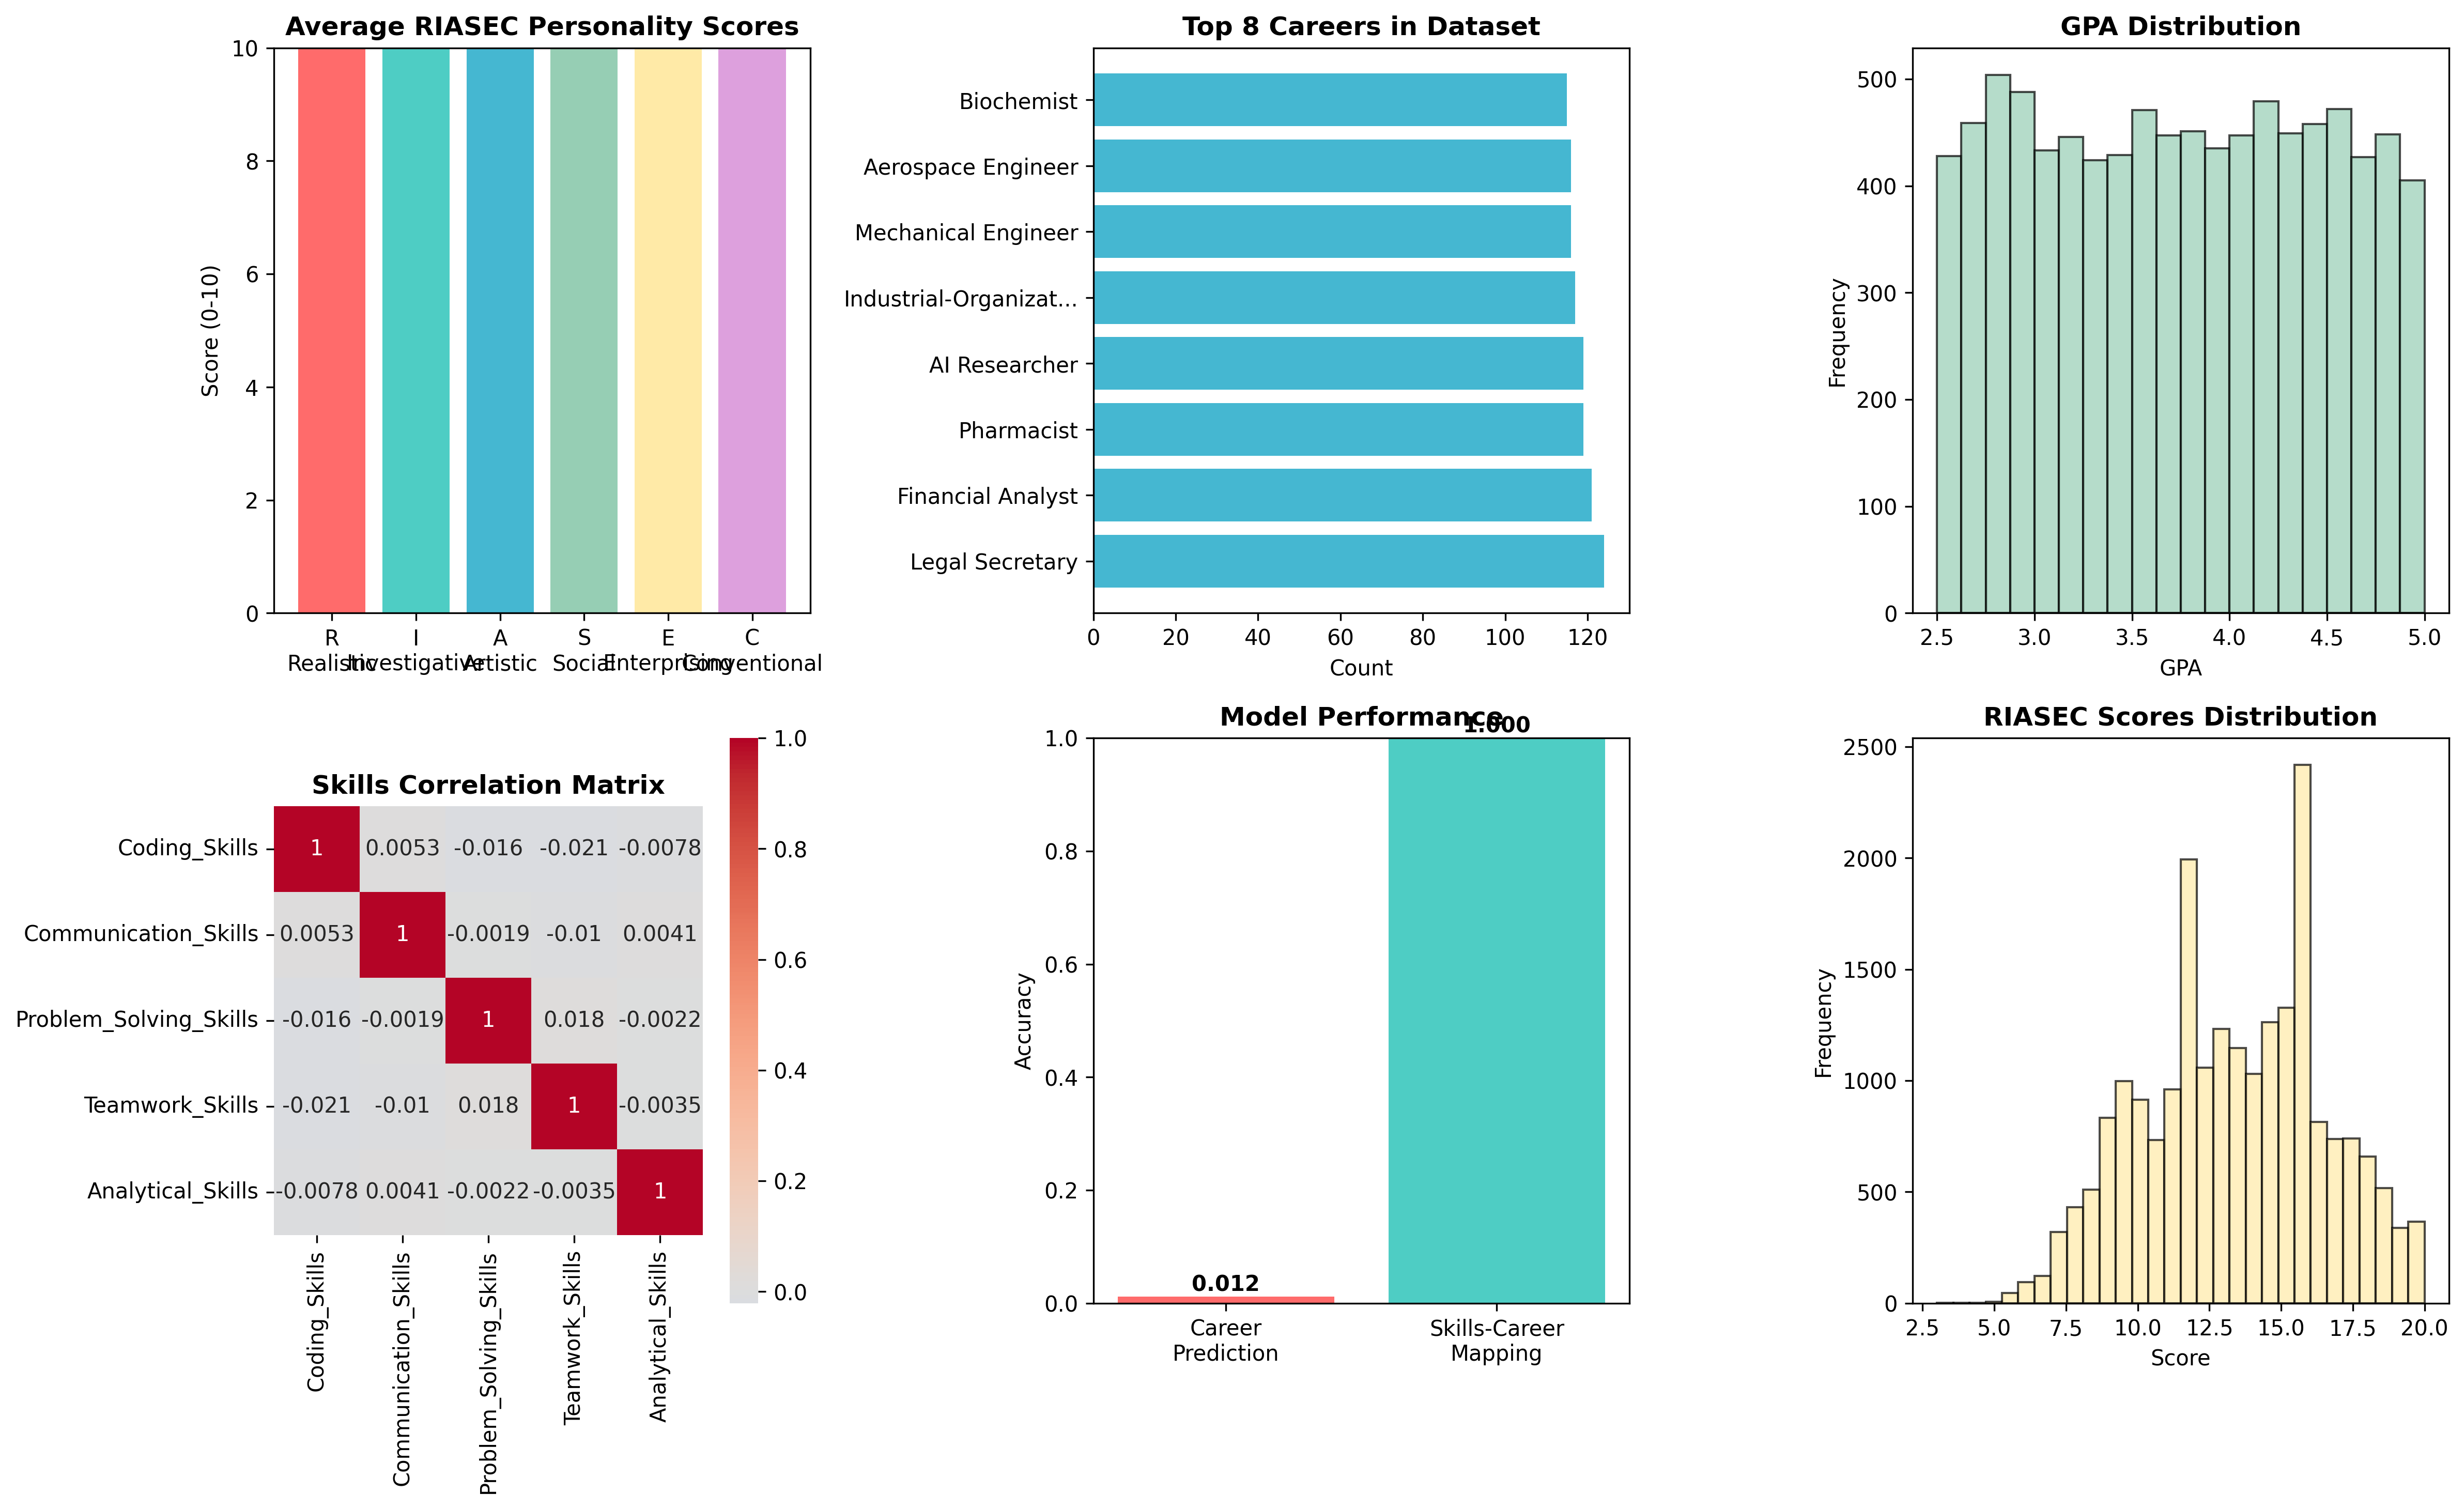 Average RIASEC Personality Scores
10
8
6
4
2
0
Score (0-10)
R
Realistic
I
Investigative
A
Artistic
S
Social
E
Enterprising
C
Conventional
Top 8 Careers in Dataset
Biochemist
Aerospace Engineer
Mechanical Engineer
Industrial-Organizat...
AI Researcher
Pharmacist
Financial Analyst
Legal Secretary
0 20 40 60 80 100 120
Count
GPA Distribution
500
400
300
200
100
0
Frequency
2.5 3.0 3.5 4.0 4.5 5.0
GPA
Skills Correlation Matrix
Coding_Skills 1 0.0053 -0.016 -0.021 -0.0078
Communication_Skills 0.0053 1 -0.0019 -0.01 0.0041
Problem_Solving_Skills -0.016 -0.0019 1 0.018 -0.0022
Teamwork_Skills -0.021 -0.01 0.018 1 -0.0035
Analytical_Skills -0.0078 0.0041 -0.0022 -0.0035 1
Coding_Skills
Communication_Skills
Problem_Solving_Skills
Teamwork_Skills
Analytical_Skills
1.0
0.8
0.6
0.4
0.2
0.0
Model Performance
1.000
1.0
0.8
0.6
0.4
0.2
0.0
Accuracy
0.012
Career
Prediction
Skills-Career
Mapping
RIASEC Scores Distribution
2500
2000
1500
1000
500
0
Frequency
2.5 5.0 7.5 10.0 12.5 15.0 17.5 20.0
Score